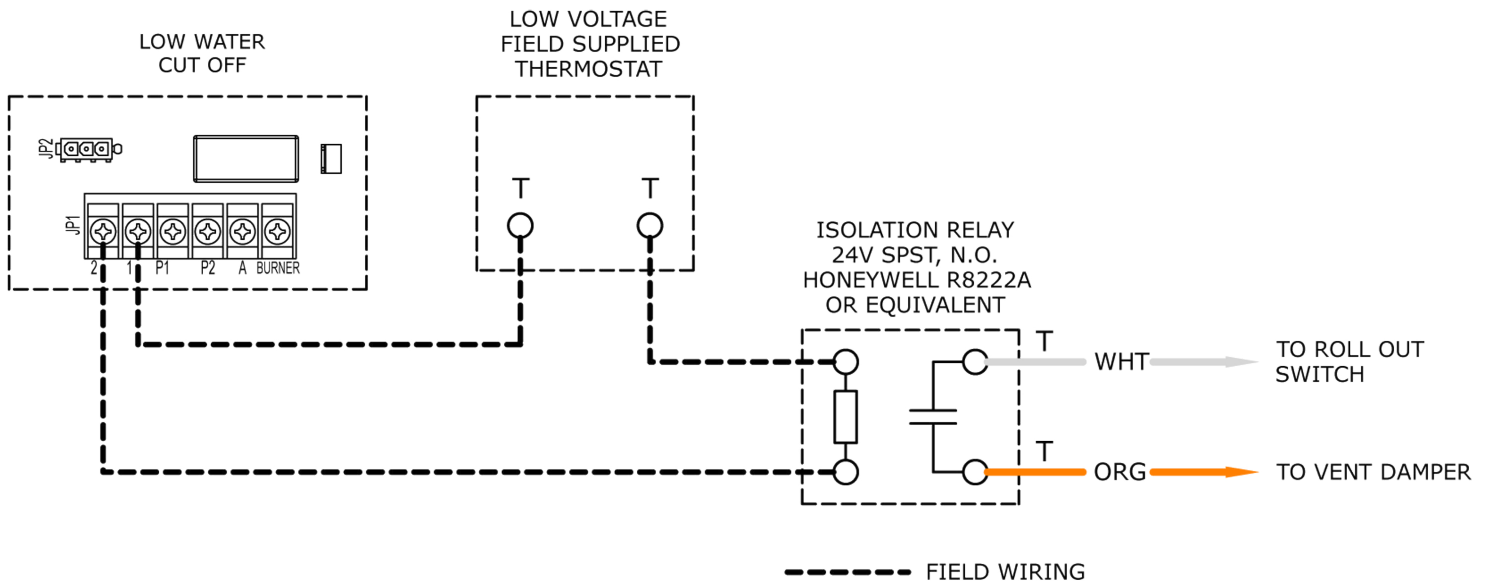 LOW WATER
CUT OFF
LOW VOLTAGE
FIELD SUPPLIED
THERMOSTAT
JP2
JP1
2 1 P1 P2 A BURNER
T T
ISOLATION RELAY
24V SPST, N.O.
HONEYWELL R8222A
OR EQUIVALENT
T
WHT
TO ROLL OUT
SWITCH
T
ORG
TO VENT DAMPER
FIELD WIRING